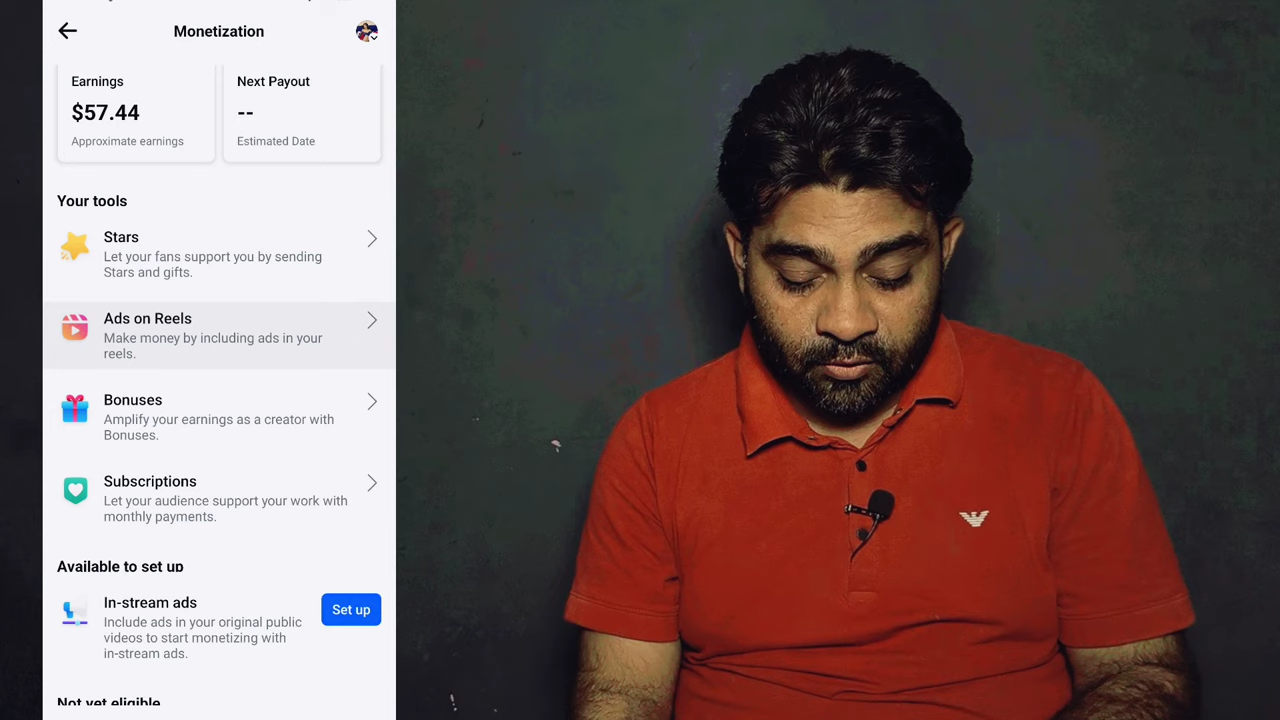 Monetization
Earnings
$57.44
Approximate earnings
Next Payout
--
Estimated Date
Your tools
Stars
Let your fans support you by sending
Stars and gifts.
Ads on Reels
Make money by including ads in your
reels.
Bonuses
Amplify your earnings as a creator with
Bonuses.
Subscriptions
Let your audience support your work with
monthly payments.
Available to set up
In-stream ads
Include ads in your original public
videos to start monetizing with
in-stream ads.
Set up
Not yet eligible